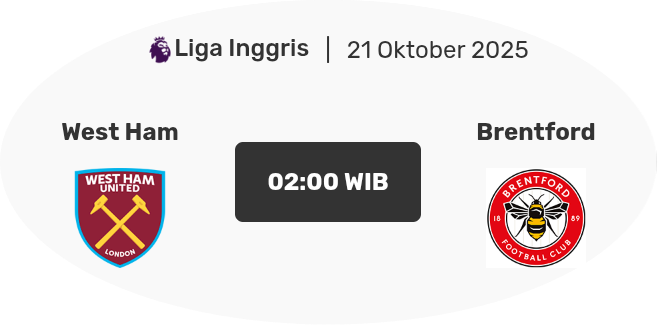 Liga Inggris | 21 Oktober 2025
West Ham
Brentford
02:00 WIB
WEST HAM
UNITED
LONDON
BRENTFORD
18 89
FOOTBALL CLUB